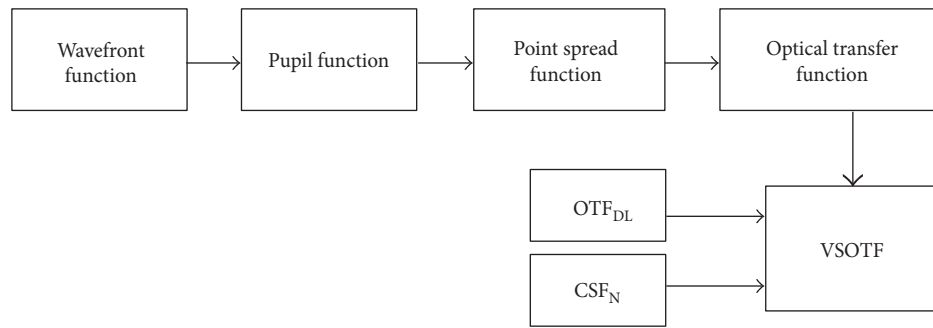 Wavefront
function
Pupil function
Point spread
function
Optical transfer
function
OTF_DL
CSF_N
VSOTF